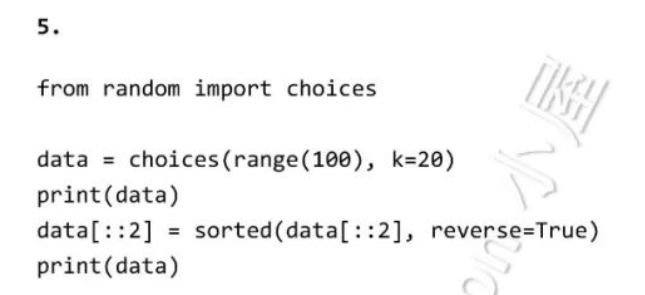 5.
from random import choices
data = choices(range(100), k=20)
print(data)
data[::2] = sorted(data[::2], reverse=True)
print(data)